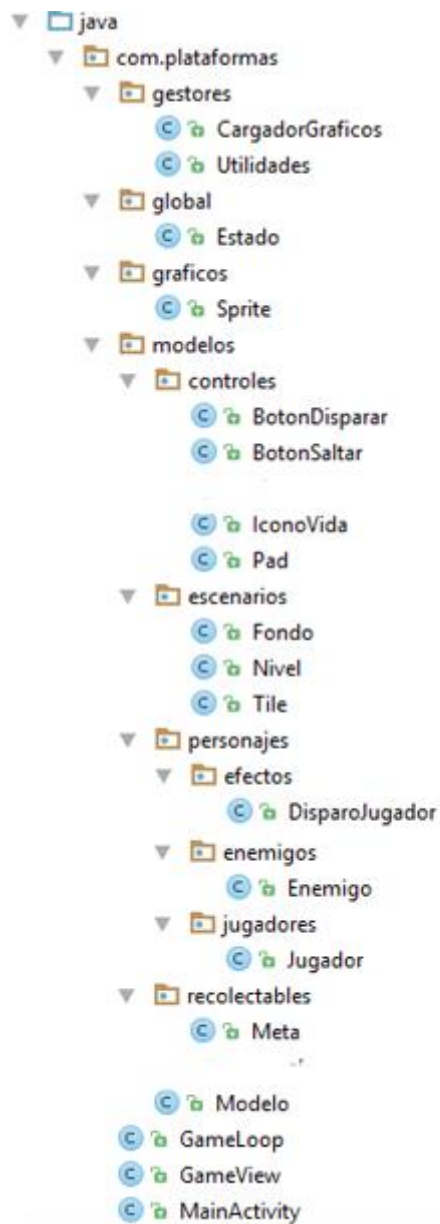 java
com.plataformas
gestores
CargadorGraficos
Utilidades
global
Estado
graficos
Sprite
modelos
controles
BotonDisparar
BotonSaltar
IconoVida
Pad
escenarios
Fondo
Nivel
Tile
personajes
efectos
DisparoJugador
enemigos
Enemigo
jugadores
Jugador
recolectables
Meta
Modelo
GameLoop
GameView
MainActivity